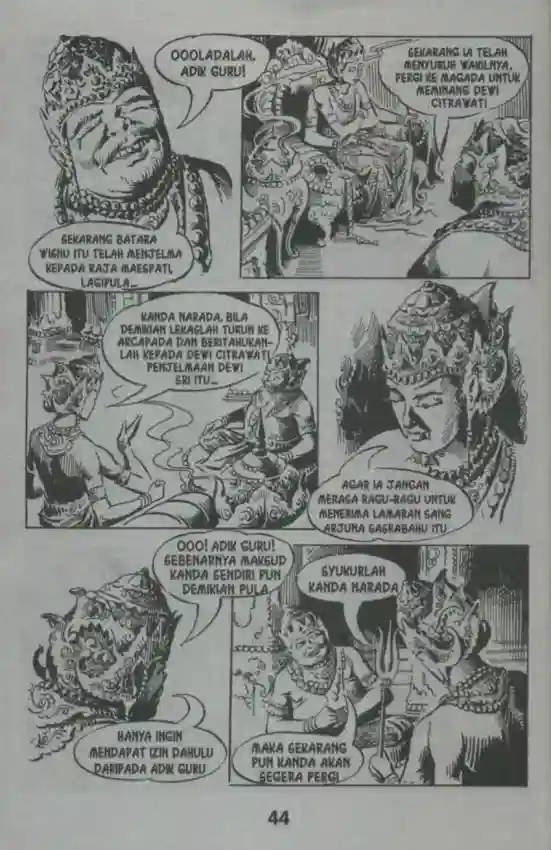 OOOLADALAH,
ADIK GURU!
SEKARANG BATARA
WISNU ITU TELAH MENJELMA
KEPADA RAJA MAESPATI,
LAGIPULA...
SEKARANG IA TELAH
MENYURUH WAKILNYA,
PERGI KE MAGADA UNTUK
MEMINANG DEWI
CITRAWATI
KANDA NARADA, BILA
DEMIKIAN LEKASLAH TURUN KE
ARCAPADA DAN BERITAHUKAN-
LAH KEPADA DEWI CITRAWATI
PENJELMAAN DEWI
SRI ITU...
AGAR IA JANGAN
MERASA RAGU-RAGU UNTUK
MENERIMA LAMARAN SANG
ARJUNA SASRABAHU ITU
OOO! ADIK GURU!
SEBENARNYA MAKSUD
KANDA SENDIRI PUN
DEMIKIAN PULA
HANYA INGIN
MENDAPAT IZIN DAHULU
DARIPADA ADIK GURU
SYUKURLAH
KANDA NARADA
MAKA SEKARANG
PUN KANDA AKAN
SEGERA PERGI
44